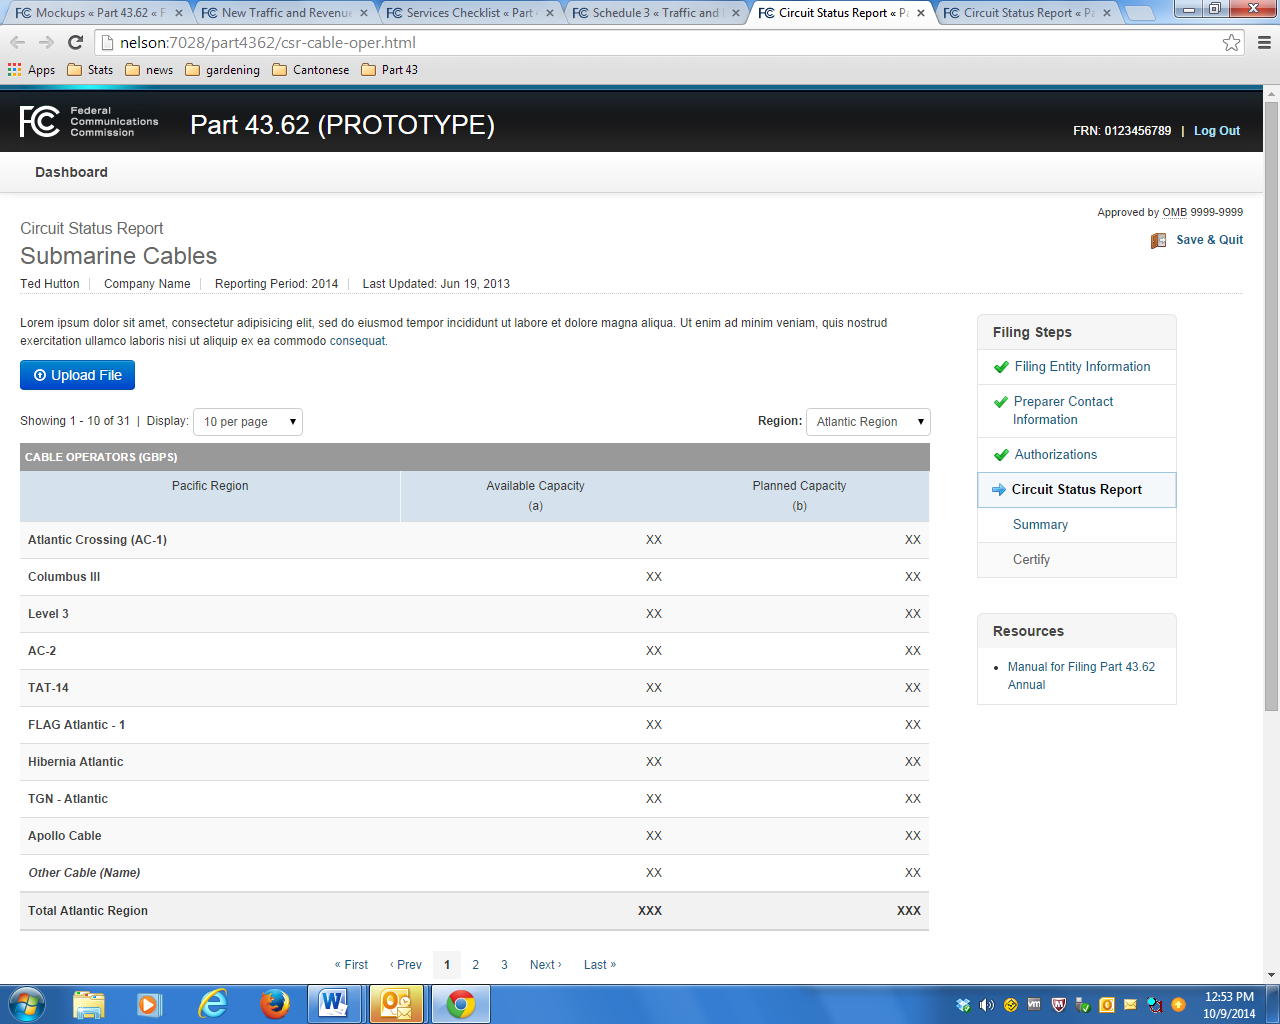 Mockups « Part 43.62 « F
New Traffic and Revenue
Services Checklist « Part
Schedule 3 « Traffic and
Circuit Status Report « Pa
Circuit Status Report « Pa
nelson:7028/part4362/csr-cable-oper.html
Apps Stats news gardening Cantonese Part 43
FCC Federal Communications Commission
Part 43.62 (PROTOTYPE)
FRN: 0123456789 | Log Out
Dashboard
Approved by OMB 9999-9999
Save & Quit
Circuit Status Report
Submarine Cables
Ted Hutton | Company Name | Reporting Period: 2014 | Last Updated: Jun 19, 2013
Lorem ipsum dolor sit amet, consectetur adipisicing elit, sed do eiusmod tempor incididunt ut labore et dolore magna aliqua. Ut enim ad minim veniam, quis nostrud
exercitation ullamco laboris nisi ut aliquip ex ea commodo consequat.
Upload File
Showing 1 - 10 of 31 | Display: 10 per page
Region: Atlantic Region
CABLE OPERATORS (GBPS)
Pacific Region Available Capacity Planned Capacity
(a) (b)
Atlantic Crossing (AC-1) XX XX
Columbus III XX XX
Level 3 XX XX
AC-2 XX XX
TAT-14 XX XX
FLAG Atlantic - 1 XX XX
Hibernia Atlantic XX XX
TGN - Atlantic XX XX
Apollo Cable XX XX
Other Cable (Name) XX XX
Total Atlantic Region XXX XXX
« First ‹ Prev 1 2 3 Next › Last »
Filing Steps
Filing Entity Information
Preparer Contact
Information
Authorizations
Circuit Status Report
Summary
Certify
Resources
Manual for Filing Part 43.62
Annual
12:53 PM
10/9/2014